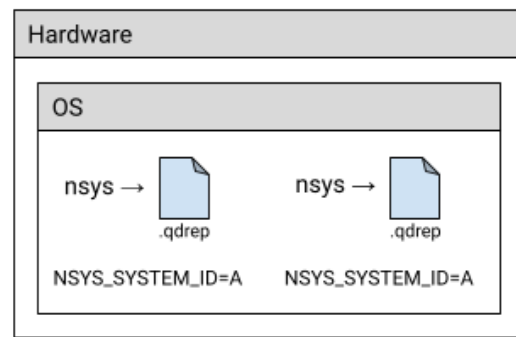 Hardware
OS
nsys → nsys →
.qdrep .qdrep
NSYS_SYSTEM_ID=A NSYS_SYSTEM_ID=A